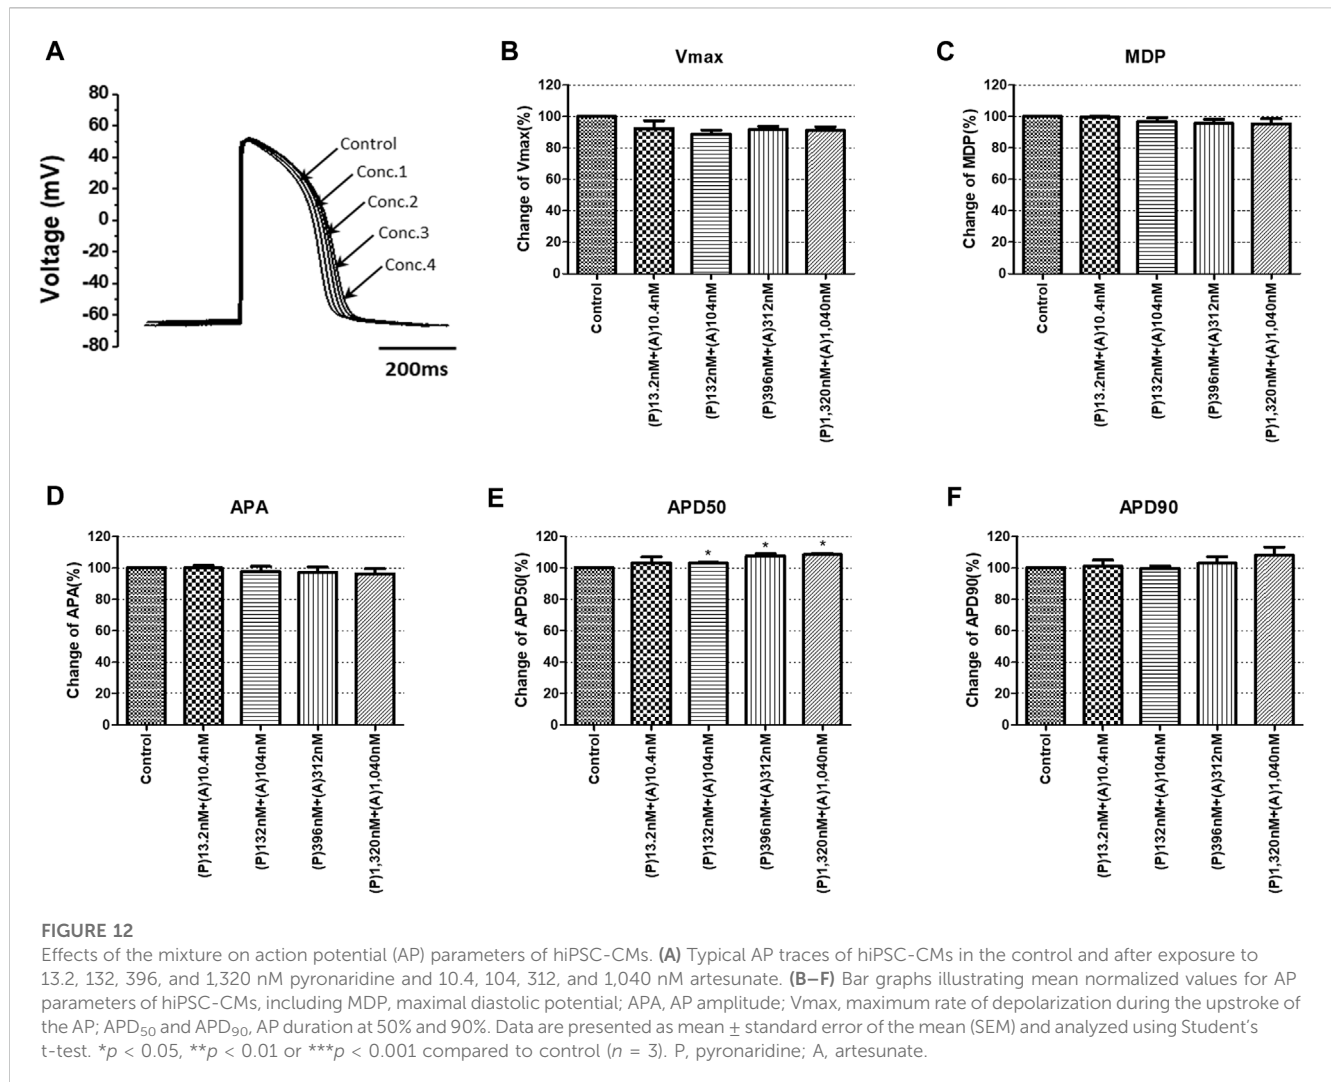 A
80
60
40
20
0
-20
-40
-60
-80
Voltage (mV)
Control
Conc.1
Conc.2
Conc.3
Conc.4
200ms
B
Vmax
120
100
80
60
40
20
0
Change of Vmax(%)
Control
(P)13.2nM+(A)10.4nM
(P)132nM+(A)104nM
(P)396nM+(A)312nM
(P)1,320nM+(A)1,040nM
C
MDP
120
100
80
60
40
20
0
Change of MDP(%)
Control
(P)13.2nM+(A)10.4nM
(P)132nM+(A)104nM
(P)396nM+(A)312nM
(P)1,320nM+(A)1,040nM
D
APA
120
100
80
60
40
20
0
Change of APA(%)
Control
(P)13.2nM+(A)10.4nM
(P)132nM+(A)104nM
(P)396nM+(A)312nM
(P)1,320nM+(A)1,040nM
E
APD50
120
100
80
60
40
20
0
Change of APD50(%)
* * *
Control
(P)13.2nM+(A)10.4nM
(P)132nM+(A)104nM
(P)396nM+(A)312nM
(P)1,320nM+(A)1,040nM
F
APD90
120
100
80
60
40
20
0
Change of APD90(%)
Control
(P)13.2nM+(A)10.4nM
(P)132nM+(A)104nM
(P)396nM+(A)312nM
(P)1,320nM+(A)1,040nM
FIGURE 12
Effects of the mixture on action potential (AP) parameters of hiPSC-CMs. (A) Typical AP traces of hiPSC-CMs in the control and after exposure to
13.2, 132, 396, and 1,320 nM pyronaridine and 10.4, 104, 312, and 1,040 nM artesunate. (B–F) Bar graphs illustrating mean normalized values for AP
parameters of hiPSC-CMs, including MDP, maximal diastolic potential; APA, AP amplitude; Vmax, maximum rate of depolarization during the upstroke of
the AP; APD50 and APD90, AP duration at 50% and 90%. Data are presented as mean ± standard error of the mean (SEM) and analyzed using Student's
t-test. *p < 0.05, **p < 0.01 or ***p < 0.001 compared to control (n = 3). P, pyronaridine; A, artesunate.